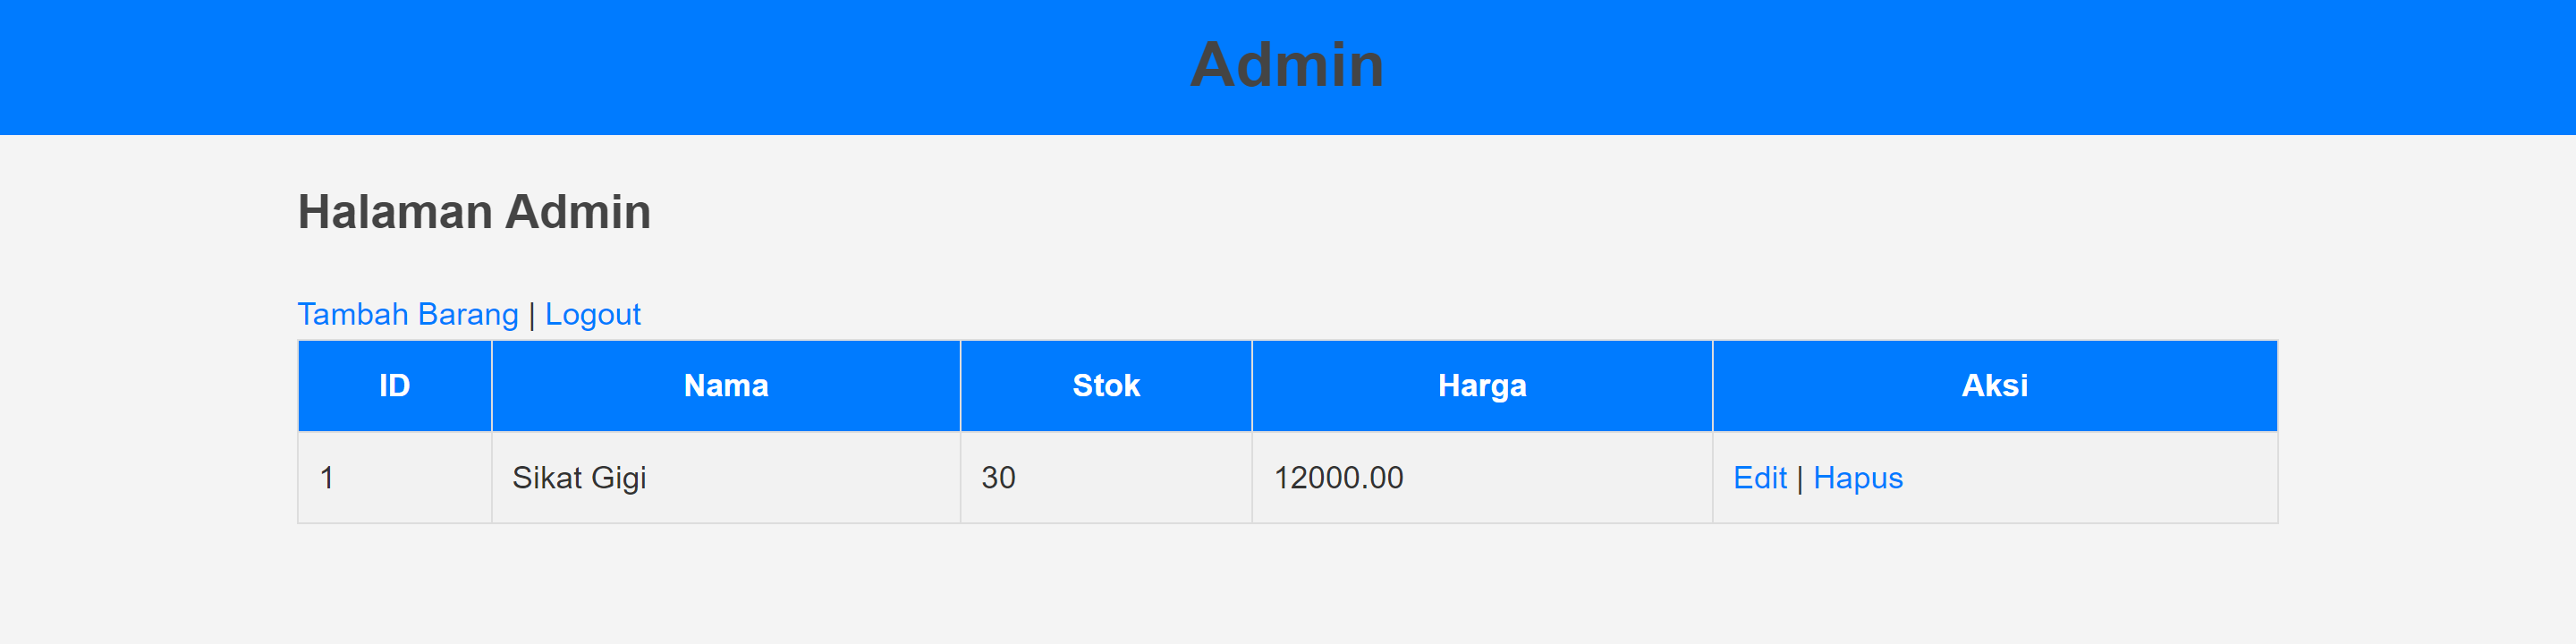 Admin
Halaman Admin
Tambah Barang | Logout
ID Nama Stok Harga Aksi
1 Sikat Gigi 30 12000.00 Edit | Hapus